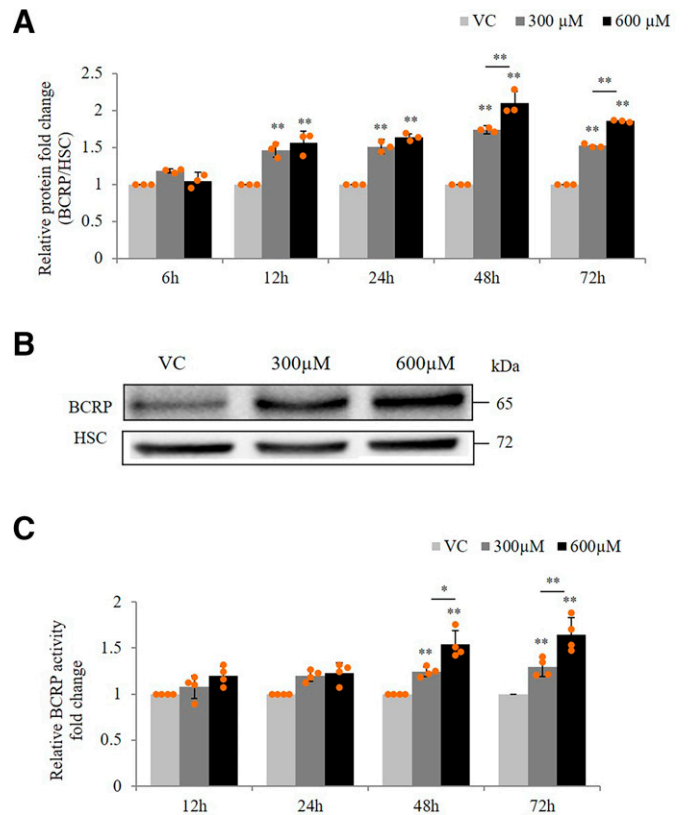 A
VC 300 µM 600 µM
Relative protein fold change
(BCRP/HSC)
2.5
2
1.5
1
0.5
0
** **
** **
**
** **
**
** **
6h 12h 24h 48h 72h
B
VC 300µM 600µM kDa
BCRP 65
HSC 72
C
VC 300µM 600µM
Relative BCRP activity
fold change
2
1.5
1
0.5
0
*
** **
**
** **
12h 24h 48h 72h